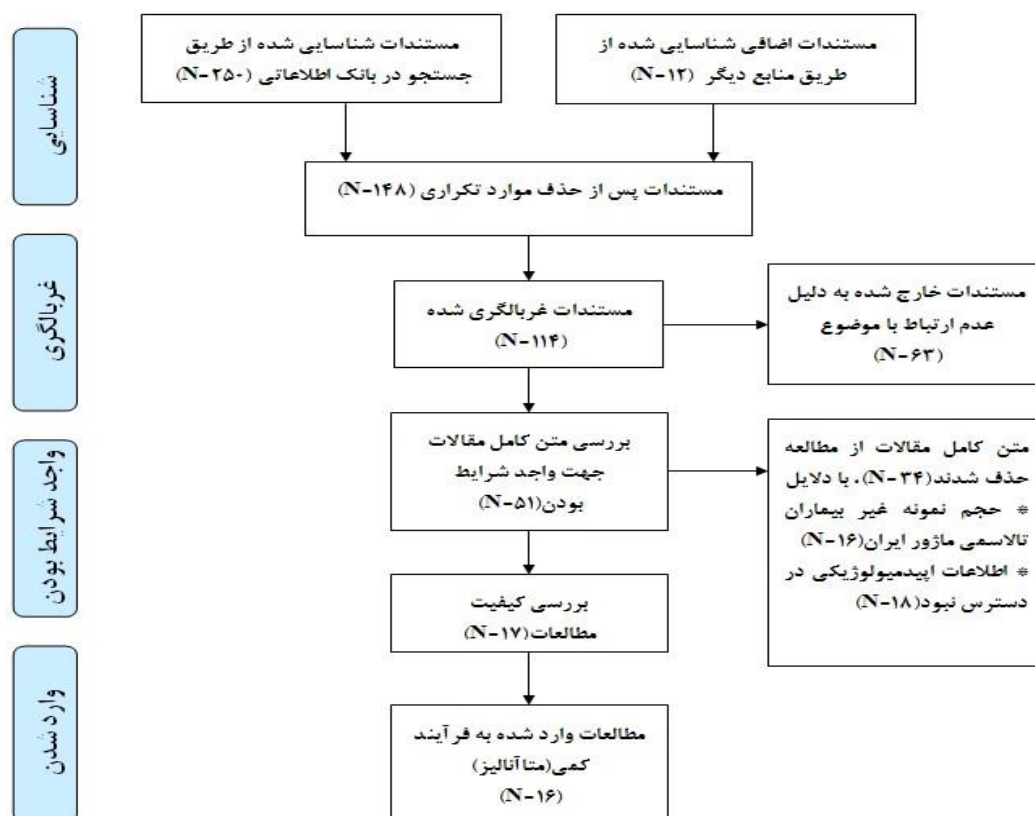 شناسایی
مستندات شناسایی شده از طریق
جستجو در بانک اطلاعاتی (N-۲۵۰)
مستندات اضافی شناسایی شده از
طریق منابع دیگر (N-۱۲)
مستندات پس از حذف موارد تکراری (N-۱۴۸)
غربالگری
مستندات غربالگری شده
(N-۱۱۴)
مستندات خارج شده به دلیل
عدم ارتباط با موضوع
(N-۶۳)
واجد شرایط بودن
بررسی متن کامل مقالات
جهت واجد شرایط
بودن(N-۵۱)
متن کامل مقالات از مطالعه
حذف شدند(N-۳۴). با دلایل
* حجم نمونه غیر بیماران
تالاسمی ماژور ایران(N-۱۶)
* اطلاعات اپیدمیولوژیکی در
دسترس نبود(N-۱۸)
بررسی کیفیت
مطالعات(N-۱۷)
وارد شدن
مطالعات وارد شده به فرآیند
کمی(متاآنالیز)
(N-۱۶)